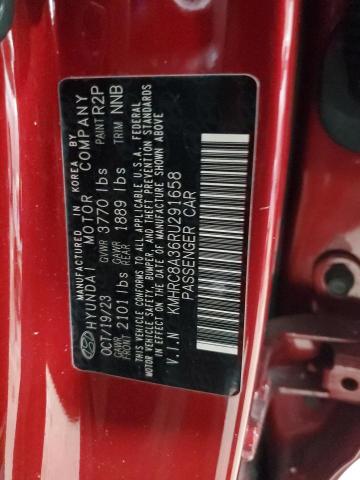 MANUFACTURED IN KOREA BY
HYUNDAI MOTOR COMPANY
OCT/19/23 GVWR 3770 lbs PAINT R2P
GAWR FRONT 2101 lbs GAWR REAR 1889 lbs TRIM NNB
THIS VEHICLE CONFORMS TO ALL APPLICABLE U.S.A. FEDERAL
MOTOR VEHICLE SAFETY, BUMPER, AND THEFT PREVENTION STANDARDS
IN EFFECT ON THE DATE OF MANUFACTURE SHOWN ABOVE.
V.I.N KMHRC8A36RU291658
PASSENGER CAR